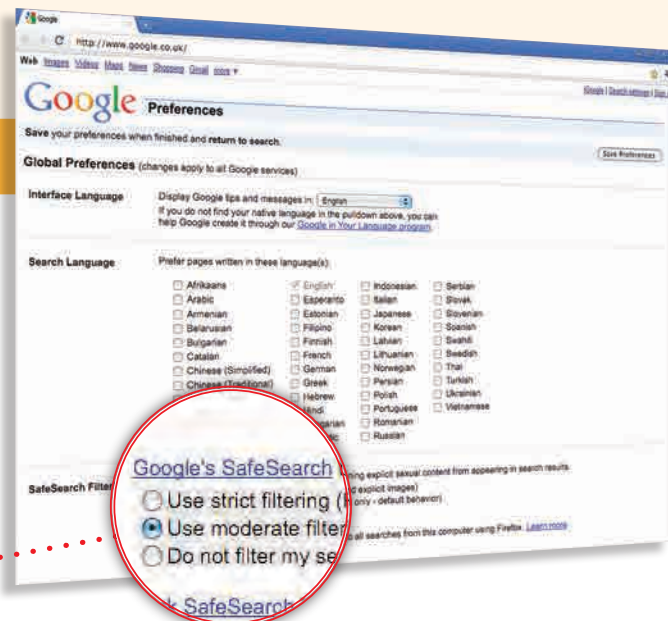 Google
http://www.google.co.uk/
Web Images Videos Maps News Shopping Gmail more ▾
iGoogle | Search settings | Sign
Google Preferences
Save your preferences when finished and return to search.
Save Preferences
Global Preferences (changes apply to all Google services)
Interface Language
Display Google tips and messages in: English
If you do not find your native language in the pulldown above, you can
help Google create it through our Google in Your Language program.
Search Language
Prefer pages written in these language(s):
Afrikaans English Indonesian Serbian
Arabic Esperanto Italian Slovak
Armenian Estonian Japanese Slovenian
Belarusian Filipino Korean Spanish
Bulgarian Finnish Latvian Swahili
Catalan French Lithuanian Swedish
Chinese (Simplified) German Norwegian Thai
Chinese (Traditional) Greek Persian Turkish
Hebrew Polish Ukrainian
Hindi Portuguese Vietnamese
garian Romanian
Russian
SafeSearch Filter
Google's SafeSearch ning explicit sexual content from appearing in search results.
Use strict filtering ( d explicit images)
Use moderate filter only - default behavior)
Do not filter my se
o all searches from this computer using Firefox. Learn more
k SafeSearch